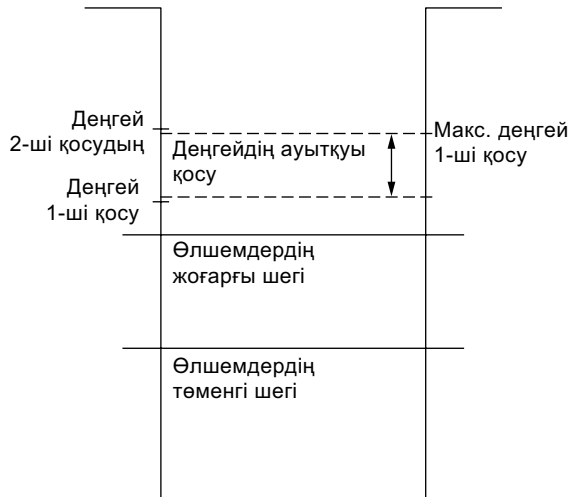 Деңгей
2-ші қосудың
Деңгейдің ауытқуы
қосу
Макс. деңгей
1-ші қосу
Деңгей
1-ші қосу
Өлшемдердің
жоғарғы шегі
Өлшемдердің
төменгі шегі